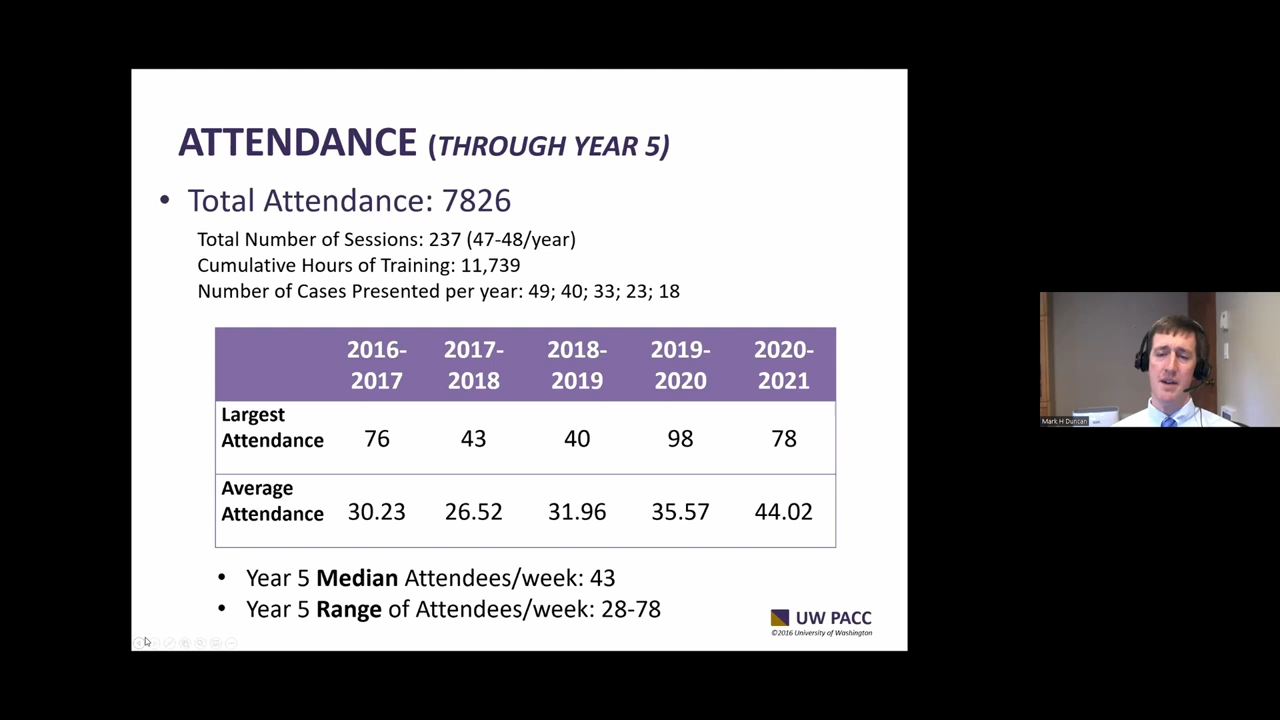 ATTENDANCE (THROUGH YEAR 5)
• Total Attendance: 7826
Total Number of Sessions: 237 (47-48/year)
Cumulative Hours of Training: 11,739
Number of Cases Presented per year: 49; 40; 33; 23; 18
2016-2017 2017-2018 2018-2019 2019-2020 2020-2021
Largest Attendance 76 43 40 98 78
Average Attendance 30.23 26.52 31.96 35.57 44.02
• Year 5 Median Attendees/week: 43
• Year 5 Range of Attendees/week: 28-78
UW PACC
©2016 University of Washington
Mark H Duncan